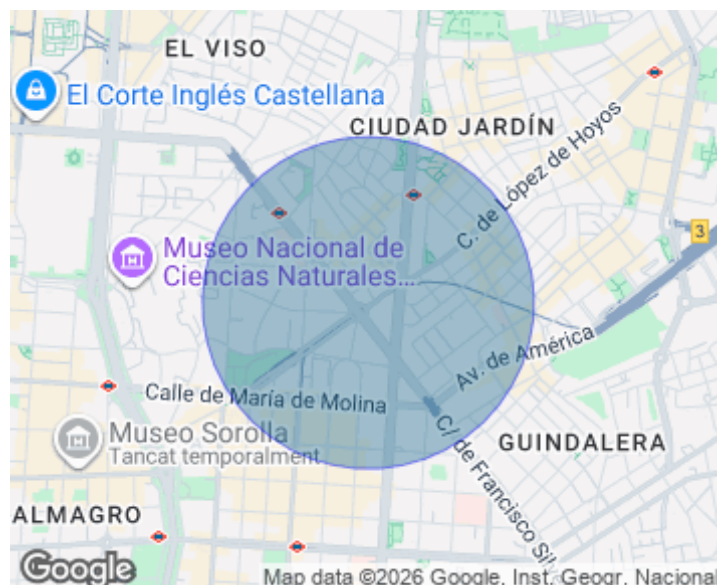 EL VISO
El Corte Inglés Castellana
CIUDAD JARDÍN
C. de López de Hoyos
3
Museo Nacional de
Ciencias Naturales...
Av. de América
Calle de María de Molina
Museo Sorolla
Tancat temporalment
C/ de Francisco Sil
GUINDALERA
ALMAGRO
Google
Map data ©2026 Google, Inst. Geogr. Nacional